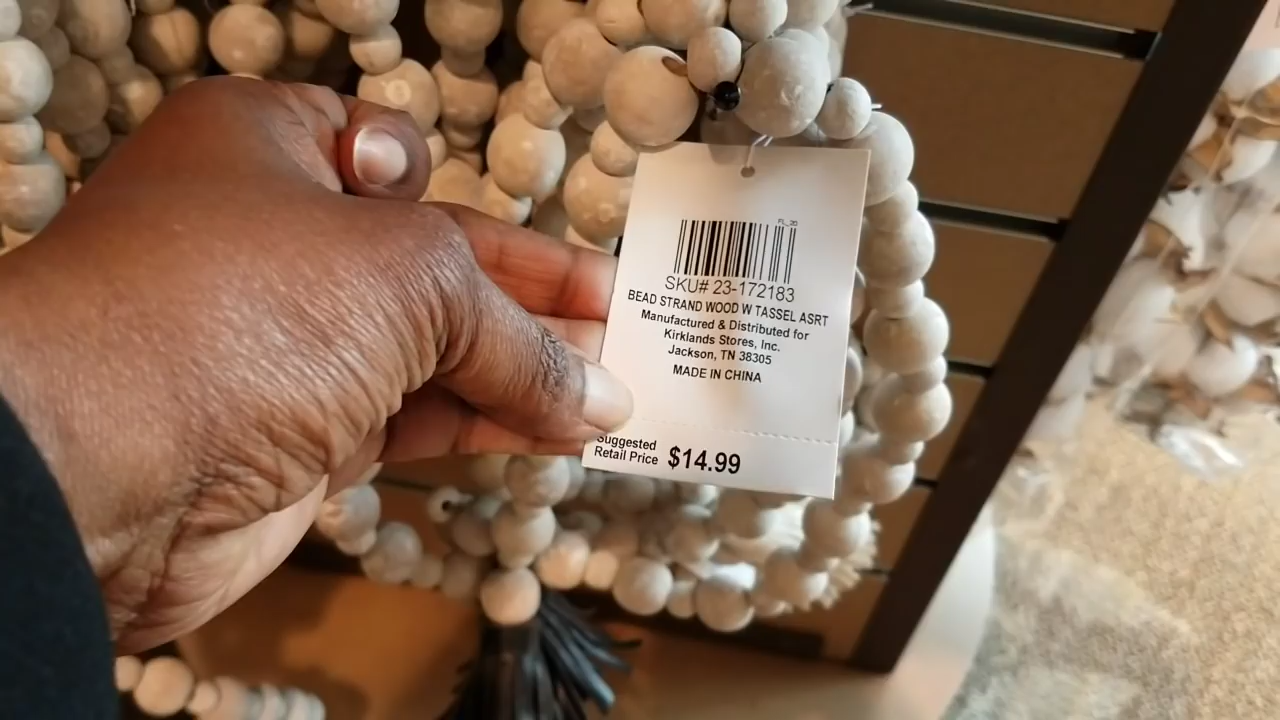 FL_20
SKU# 23-172183
BEAD STRAND WOOD W TASSEL ASRT
Manufactured & Distributed for
Kirklands Stores, Inc.
Jackson, TN 38305
MADE IN CHINA
Suggested
Retail Price $14.99